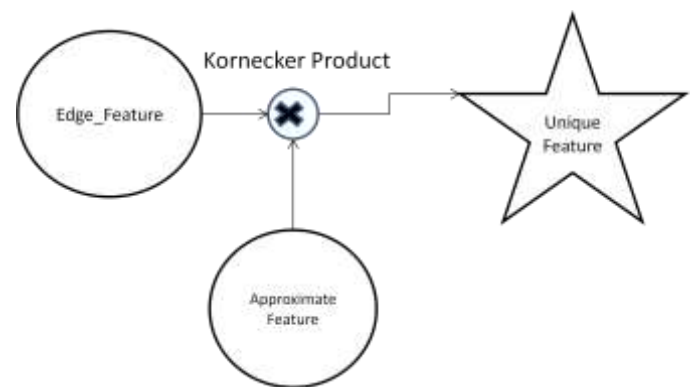 Kornecker Product
Edge_Feature
Unique
Feature
Approximate
Feature